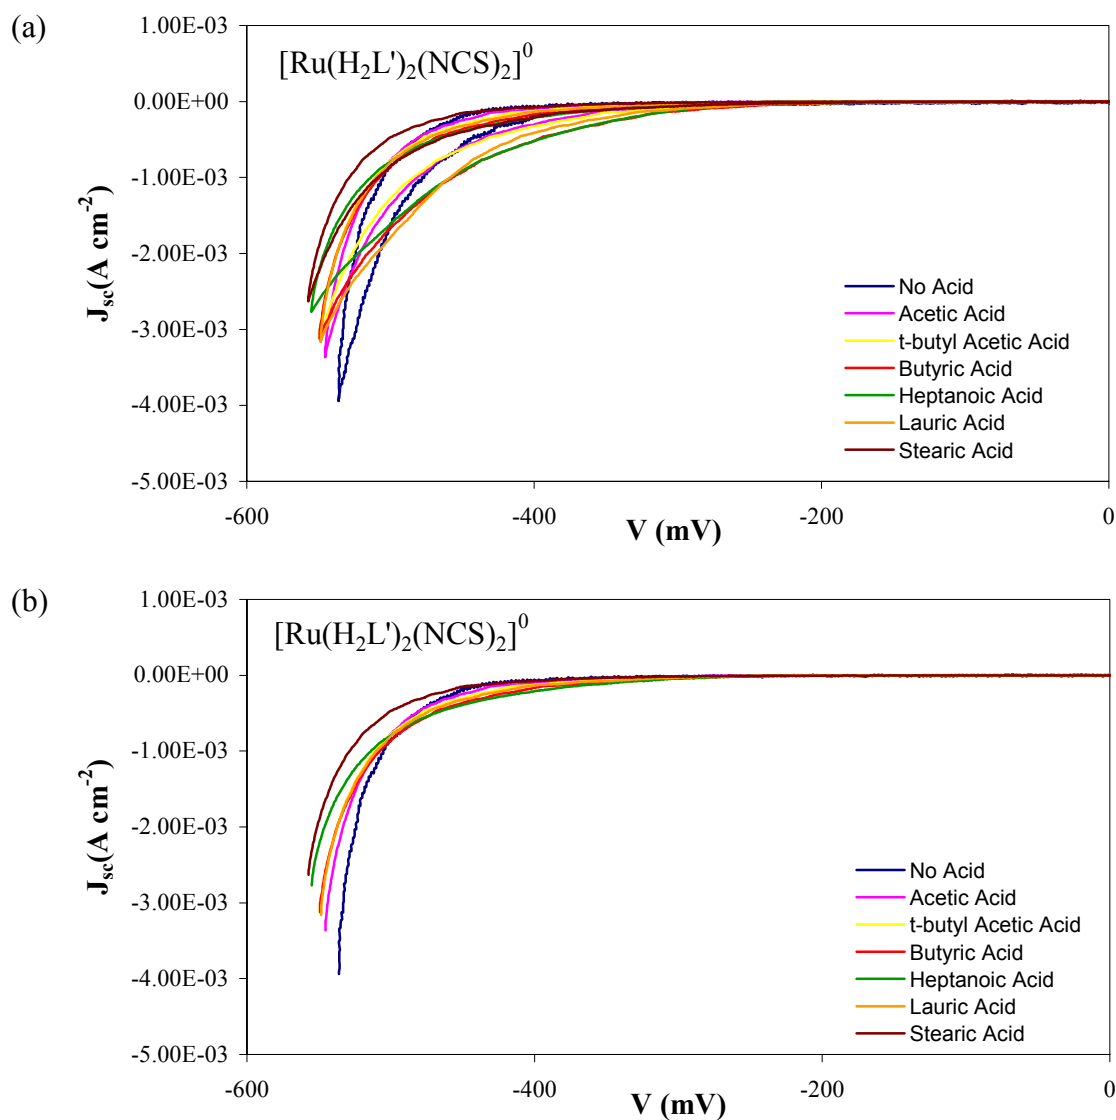 (a)
[Ru(H₂L')₂(NCS)₂]⁰
1.00E-03
0.00E+00
-1.00E-03
-2.00E-03
-3.00E-03
-4.00E-03
-5.00E-03
J_sc(A cm⁻²)
No Acid
Acetic Acid
t-butyl Acetic Acid
Butyric Acid
Heptanoic Acid
Lauric Acid
Stearic Acid
-600
-400
-200
0
V (mV)
(b)
[Ru(H₂L')₂(NCS)₂]⁰
1.00E-03
0.00E+00
-1.00E-03
-2.00E-03
-3.00E-03
-4.00E-03
-5.00E-03
J_sc(A cm⁻²)
No Acid
Acetic Acid
t-butyl Acetic Acid
Butyric Acid
Heptanoic Acid
Lauric Acid
Stearic Acid
-600
-400
-200
0
V (mV)